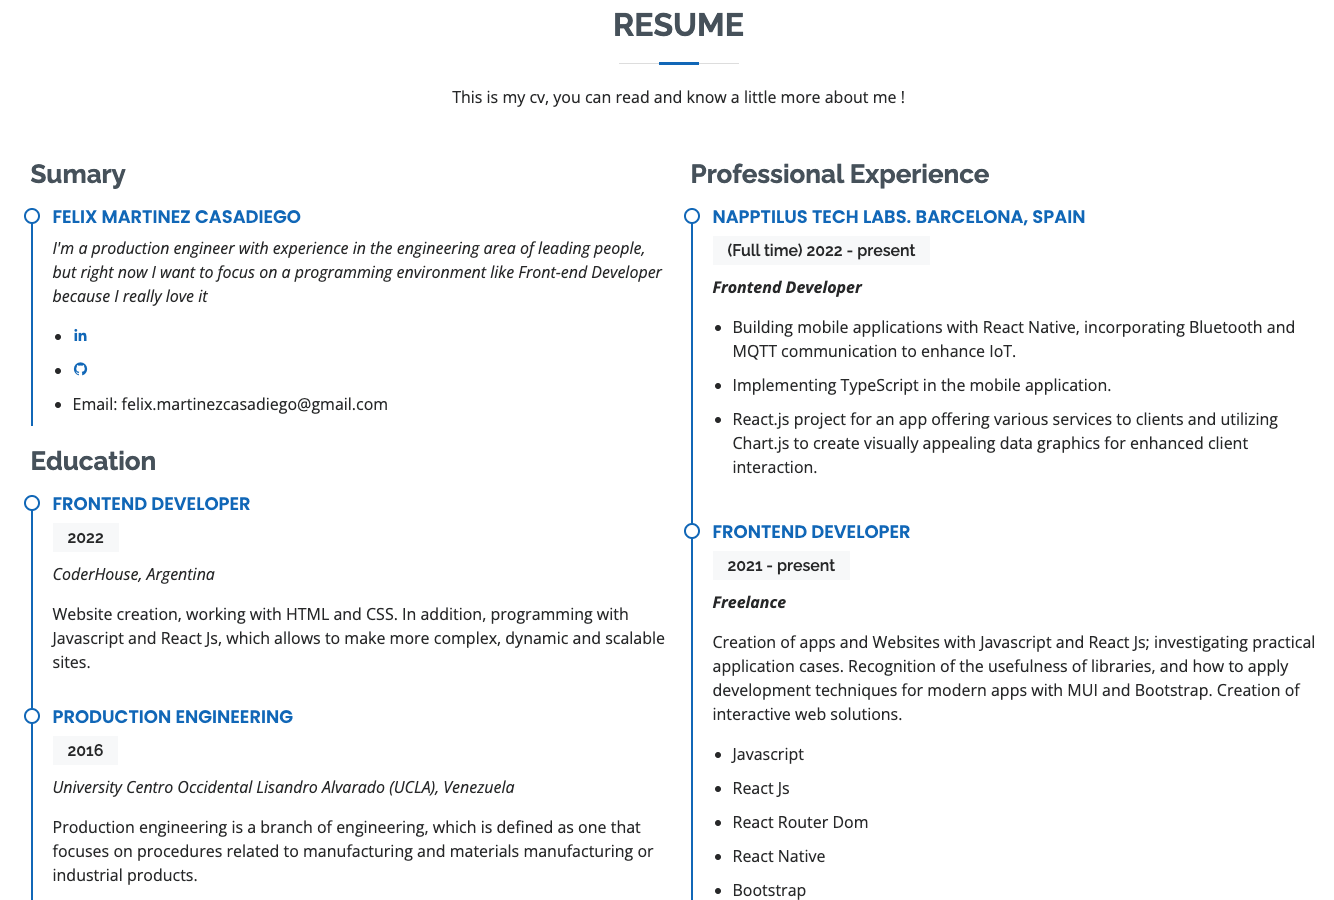 RESUME
This is my cv, you can read and know a little more about me !
Sumary
FELIX MARTINEZ CASADIEGO
I'm a production engineer with experience in the engineering area of leading people,
but right now I want to focus on a programming environment like Front-end Developer
because I really love it
in
Email: felix.martinezcasadiego@gmail.com
Education
FRONTEND DEVELOPER
2022
CoderHouse, Argentina
Website creation, working with HTML and CSS. In addition, programming with
Javascript and React Js, which allows to make more complex, dynamic and scalable
sites.
PRODUCTION ENGINEERING
2016
University Centro Occidental Lisandro Alvarado (UCLA), Venezuela
Production engineering is a branch of engineering, which is defined as one that
focuses on procedures related to manufacturing and materials manufacturing or
industrial products.
Professional Experience
NAPPTILUS TECH LABS. BARCELONA, SPAIN
(Full time) 2022 - present
Frontend Developer
Building mobile applications with React Native, incorporating Bluetooth and
MQTT communication to enhance IoT.
Implementing TypeScript in the mobile application.
React.js project for an app offering various services to clients and utilizing
Chart.js to create visually appealing data graphics for enhanced client
interaction.
FRONTEND DEVELOPER
2021 - present
Freelance
Creation of apps and Websites with Javascript and React Js; investigating practical
application cases. Recognition of the usefulness of libraries, and how to apply
development techniques for modern apps with MUI and Bootstrap. Creation of
interactive web solutions.
Javascript
React Js
React Router Dom
React Native
Bootstrap